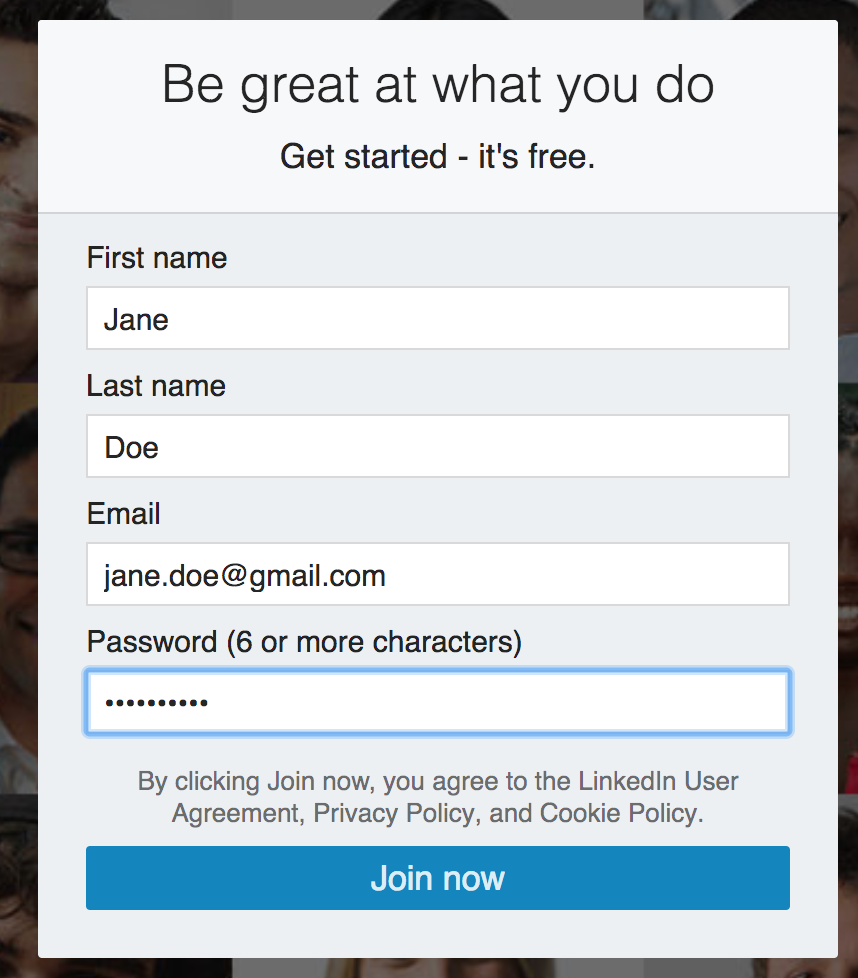 Be great at what you do
Get started - it's free.
First name
Jane
Last name
Doe
Email
jane.doe@gmail.com
Password (6 or more characters)
••••••••••
By clicking Join now, you agree to the LinkedIn User
Agreement, Privacy Policy, and Cookie Policy.
Join now